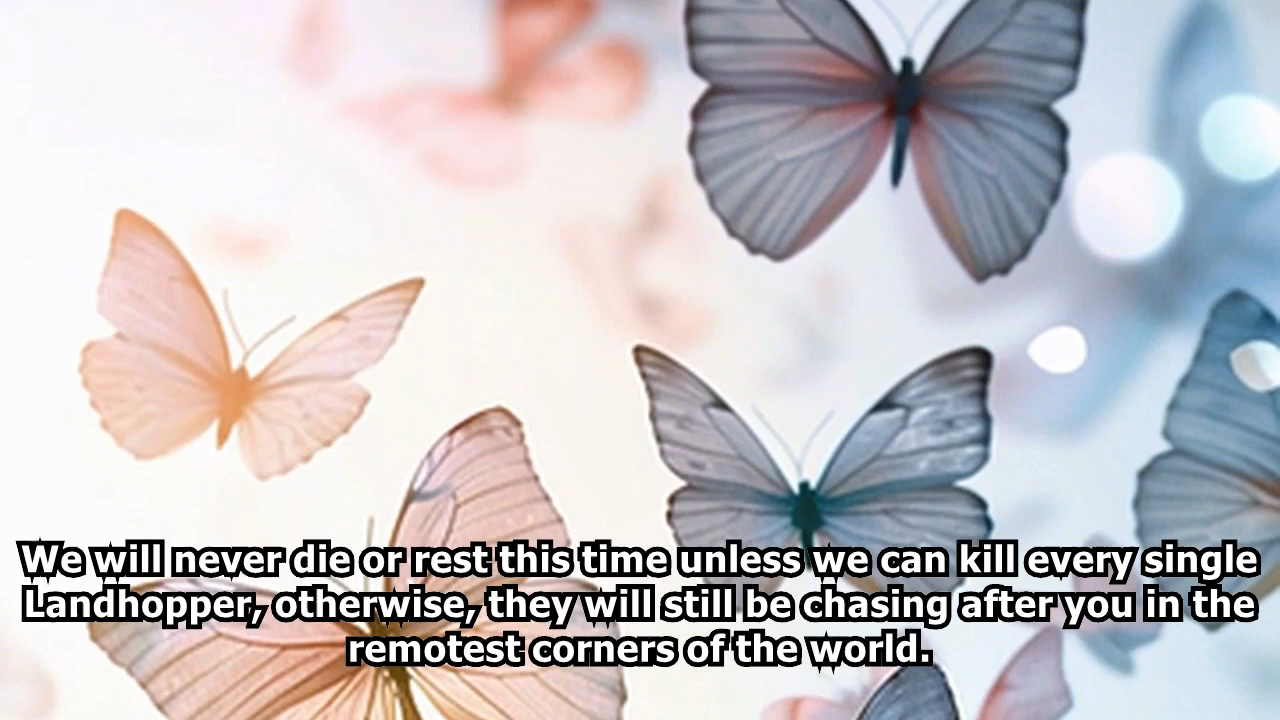 We will never die or rest this time unless we can kill every single
Landhopper, otherwise, they will still be chasing after you in the
remotest corners of the world.